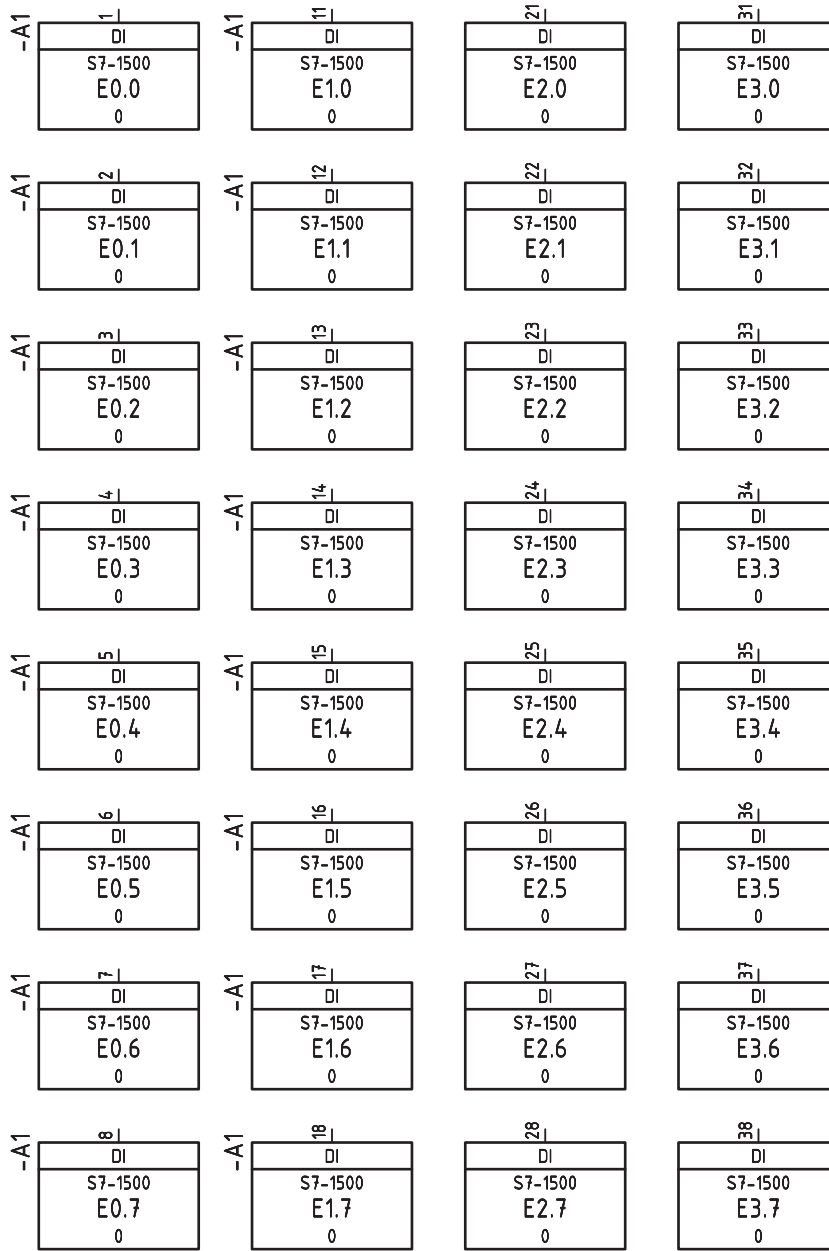 -A1 1 -A1 11 21 31
DI DI DI DI
S7-1500 S7-1500 S7-1500 S7-1500
E0.0 E1.0 E2.0 E3.0
0 0 0 0
-A1 2 -A1 12 22 32
DI DI DI DI
S7-1500 S7-1500 S7-1500 S7-1500
E0.1 E1.1 E2.1 E3.1
0 0 0 0
-A1 3 -A1 13 23 33
DI DI DI DI
S7-1500 S7-1500 S7-1500 S7-1500
E0.2 E1.2 E2.2 E3.2
0 0 0 0
-A1 4 -A1 14 24 34
DI DI DI DI
S7-1500 S7-1500 S7-1500 S7-1500
E0.3 E1.3 E2.3 E3.3
0 0 0 0
-A1 5 -A1 15 25 35
DI DI DI DI
S7-1500 S7-1500 S7-1500 S7-1500
E0.4 E1.4 E2.4 E3.4
0 0 0 0
-A1 6 -A1 16 26 36
DI DI DI DI
S7-1500 S7-1500 S7-1500 S7-1500
E0.5 E1.5 E2.5 E3.5
0 0 0 0
-A1 7 -A1 17 27 37
DI DI DI DI
S7-1500 S7-1500 S7-1500 S7-1500
E0.6 E1.6 E2.6 E3.6
0 0 0 0
-A1 8 -A1 18 28 38
DI DI DI DI
S7-1500 S7-1500 S7-1500 S7-1500
E0.7 E1.7 E2.7 E3.7
0 0 0 0